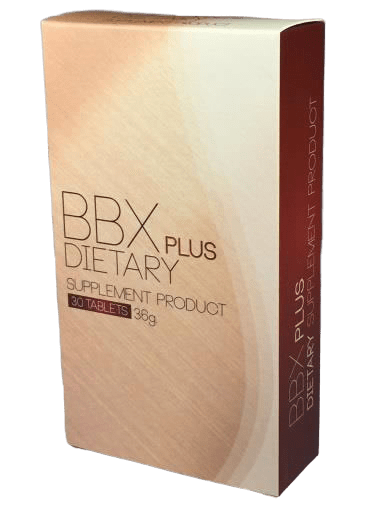 BBX PLUS
DIETARY
SUPPLEMENT PRODUCT
30 TABLETS 36g
BBX PLUS
DIETARY SUPPLEMENT PRODUCT